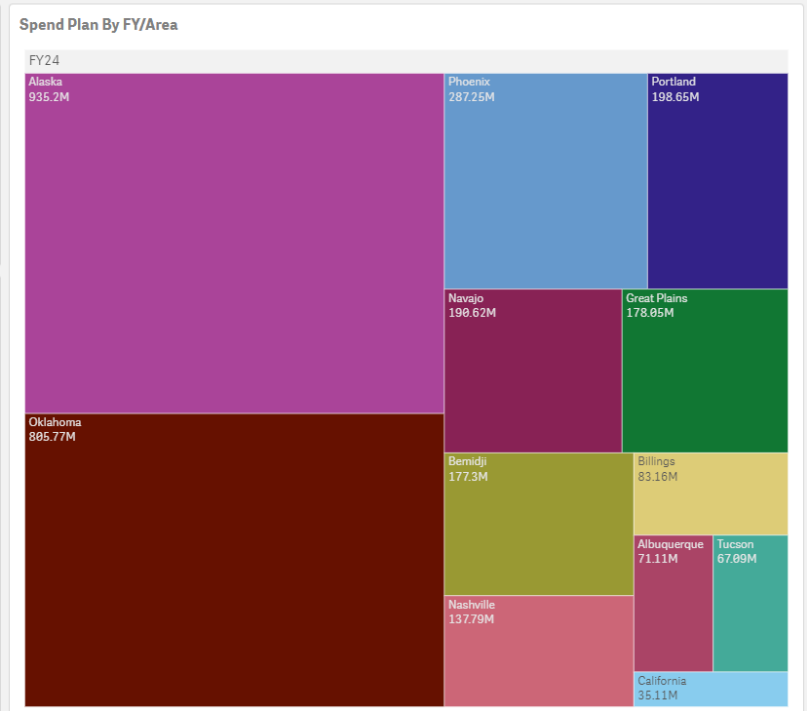 Spend Plan By FY/Area
FY24
Alaska
935.2M
Phoenix
287.25M
Portland
198.65M
Navajo
190.62M
Great Plains
178.05M
Oklahoma
805.77M
Bemidji
177.3M
Billings
83.16M
Albuquerque
71.11M
Tucson
67.09M
Nashville
137.79M
California
35.11M